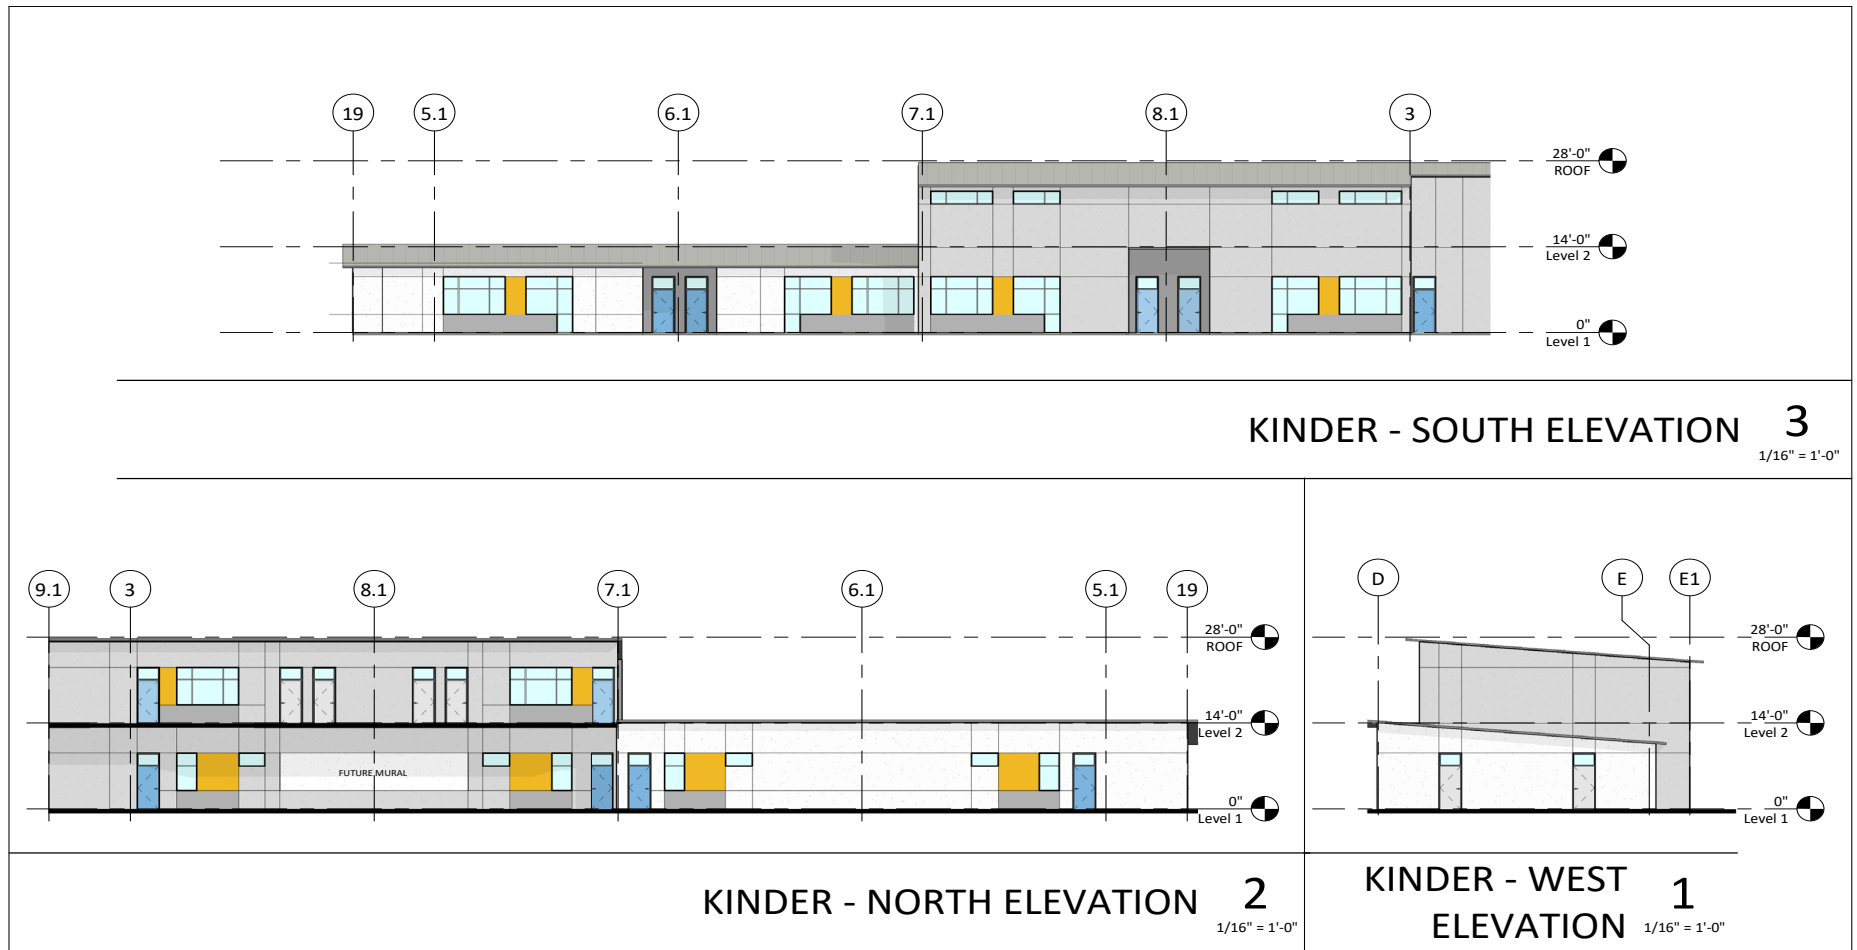 19 5.1 6.1 7.1 8.1 3
28'-0"
ROOF
14'-0"
Level 2
0"
Level 1
KINDER - SOUTH ELEVATION 3
1/16" = 1'-0"
9.1 3 8.1 7.1 6.1 5.1 19
28'-0"
ROOF
14'-0"
Level 2
FUTURE MURAL
0"
Level 1
KINDER - NORTH ELEVATION 2
1/16" = 1'-0"
D E E1
28'-0"
ROOF
14'-0"
Level 2
0"
Level 1
KINDER - WEST
ELEVATION 1
1/16" = 1'-0"